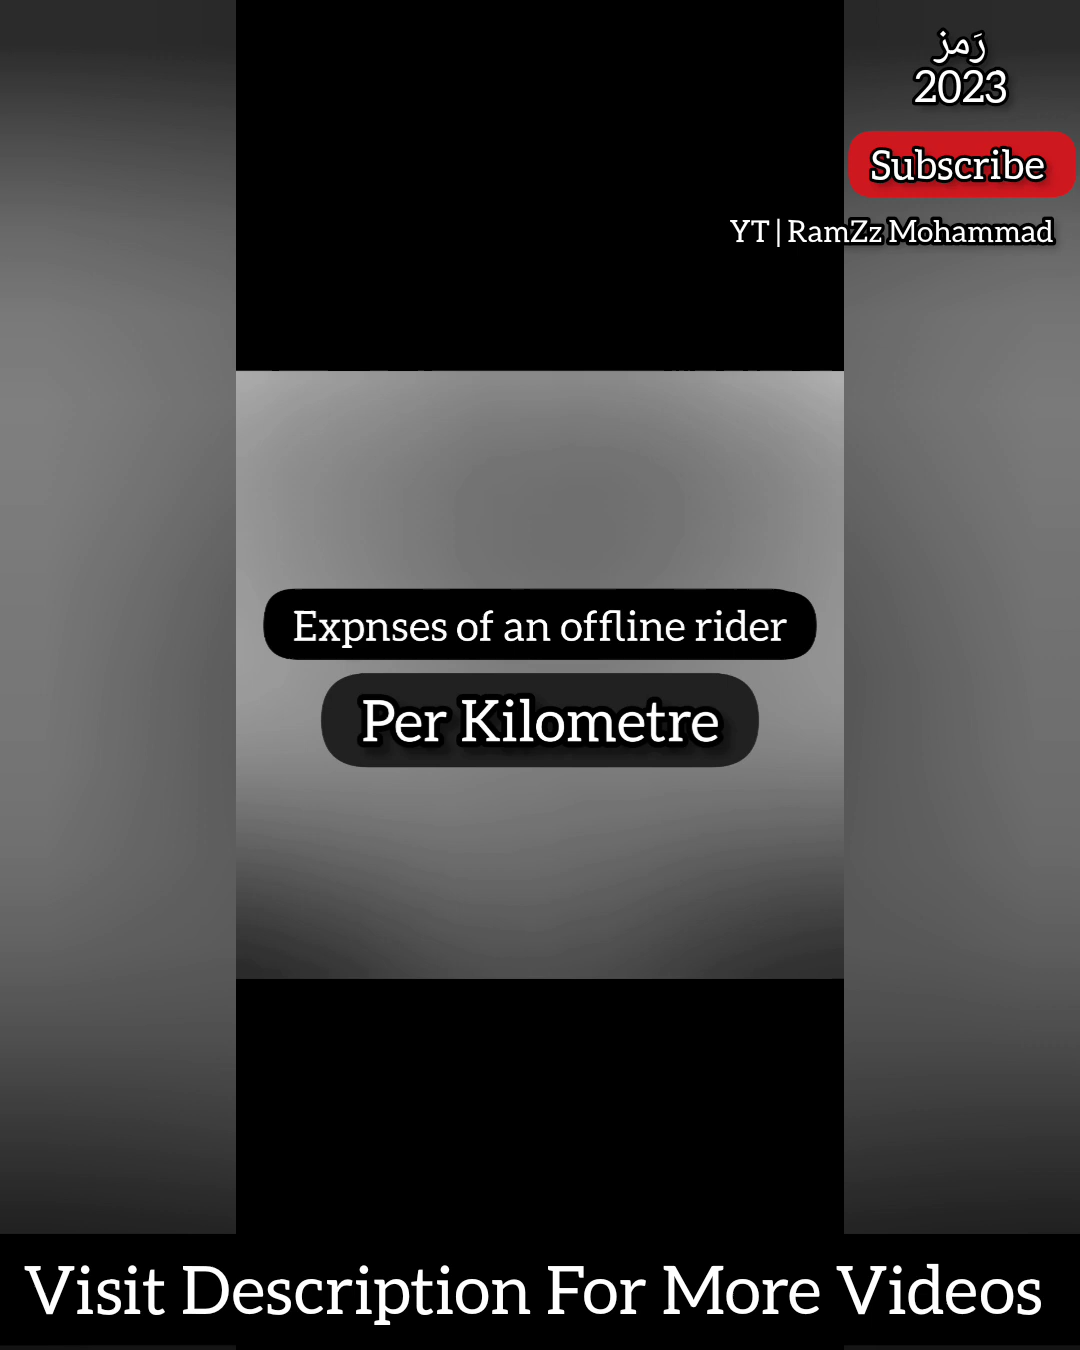 رَمز
2023
Subscribe
YT | RamZz Mohammad
Expnses of an offline rider
Per Kilometre
Visit Description For More Videos